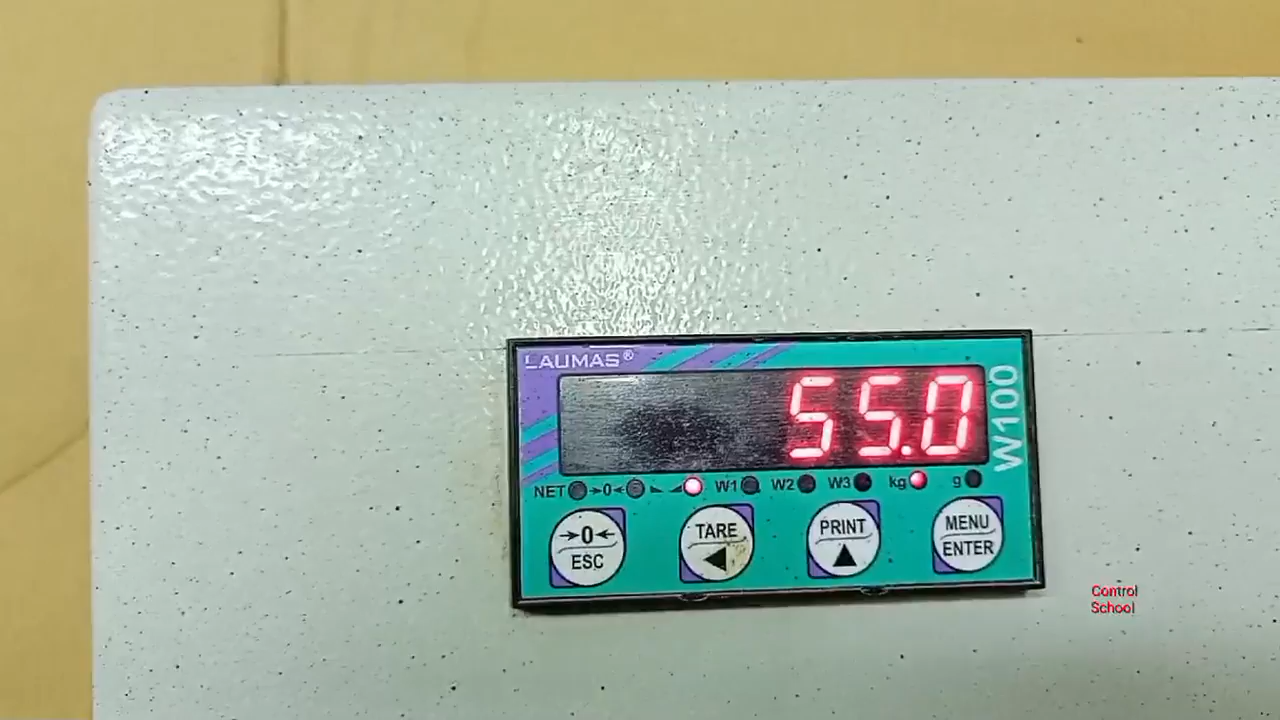 LAUMAS®
55.0
W100
NET →0← W1 W2 W3 kg g
→0← ESC
TARE
PRINT
MENU ENTER
Control
School